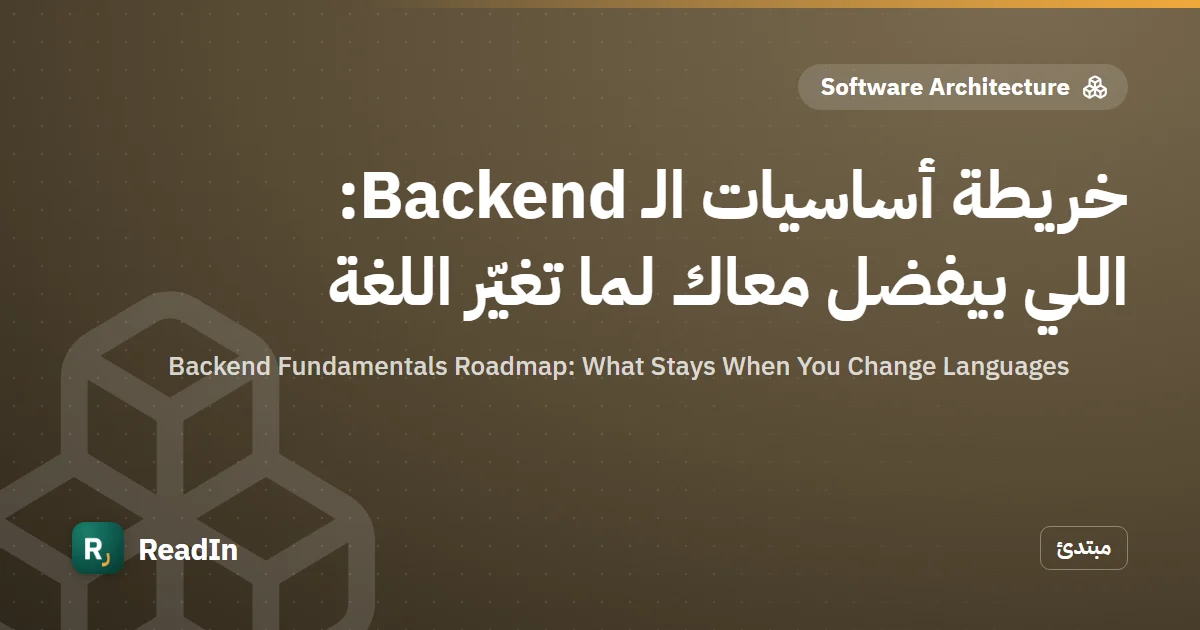 Software Architecture
خريطة أساسيات الـ Backend:
اللي بيفضل معاك لما تغيّر اللغة
Backend Fundamentals Roadmap: What Stays When You Change Languages
R
ReadIn
مبتدئ